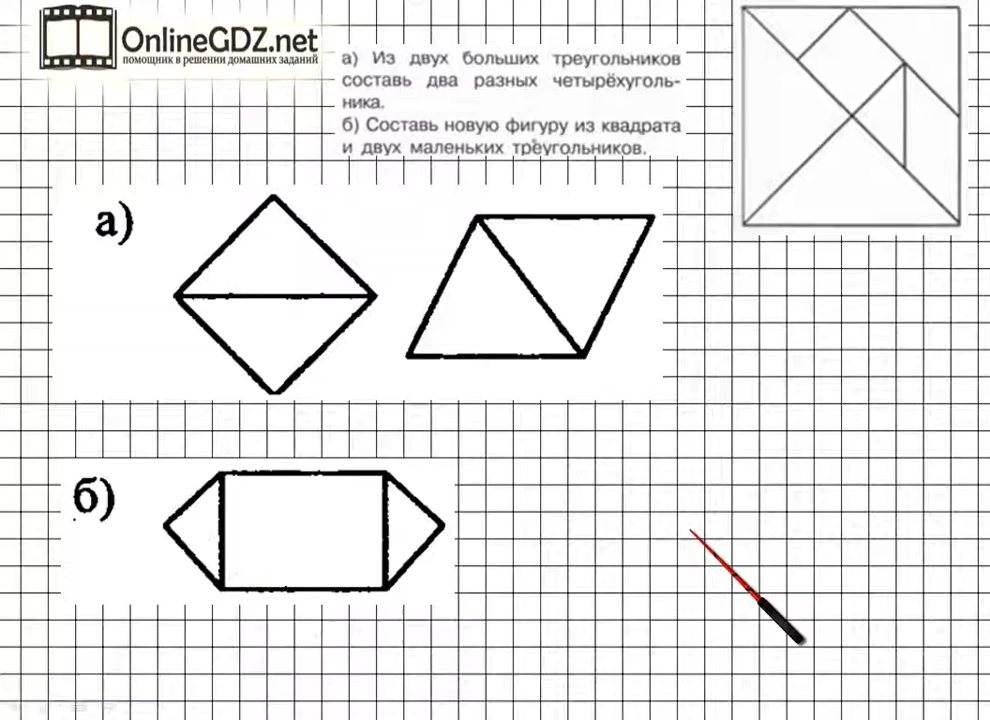 OnlineGDZ.net
помощник в решении домашних заданий
а) Из двух больших треугольников
составь два разных четырёхуголь-
ника.
б) Составь новую фигуру из квадрата
и двух маленьких треугольников.
а)
б)